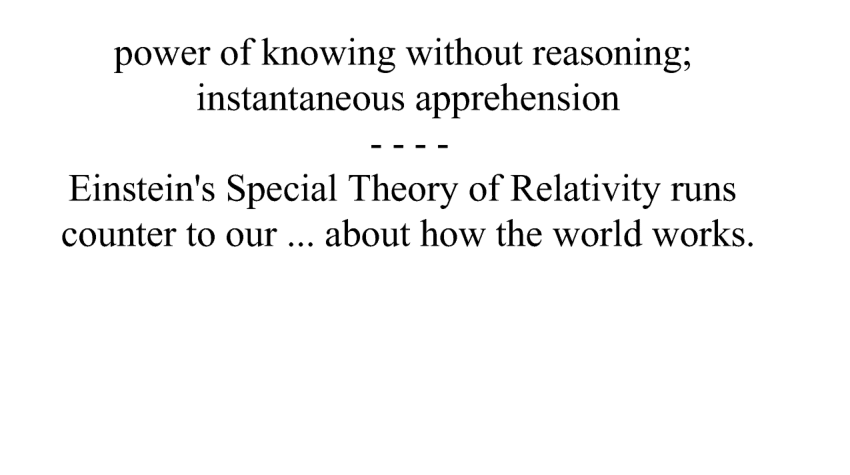 power of knowing without reasoning;
instantaneous apprehension
- - - -
Einstein's Special Theory of Relativity runs
counter to our ... about how the world works.